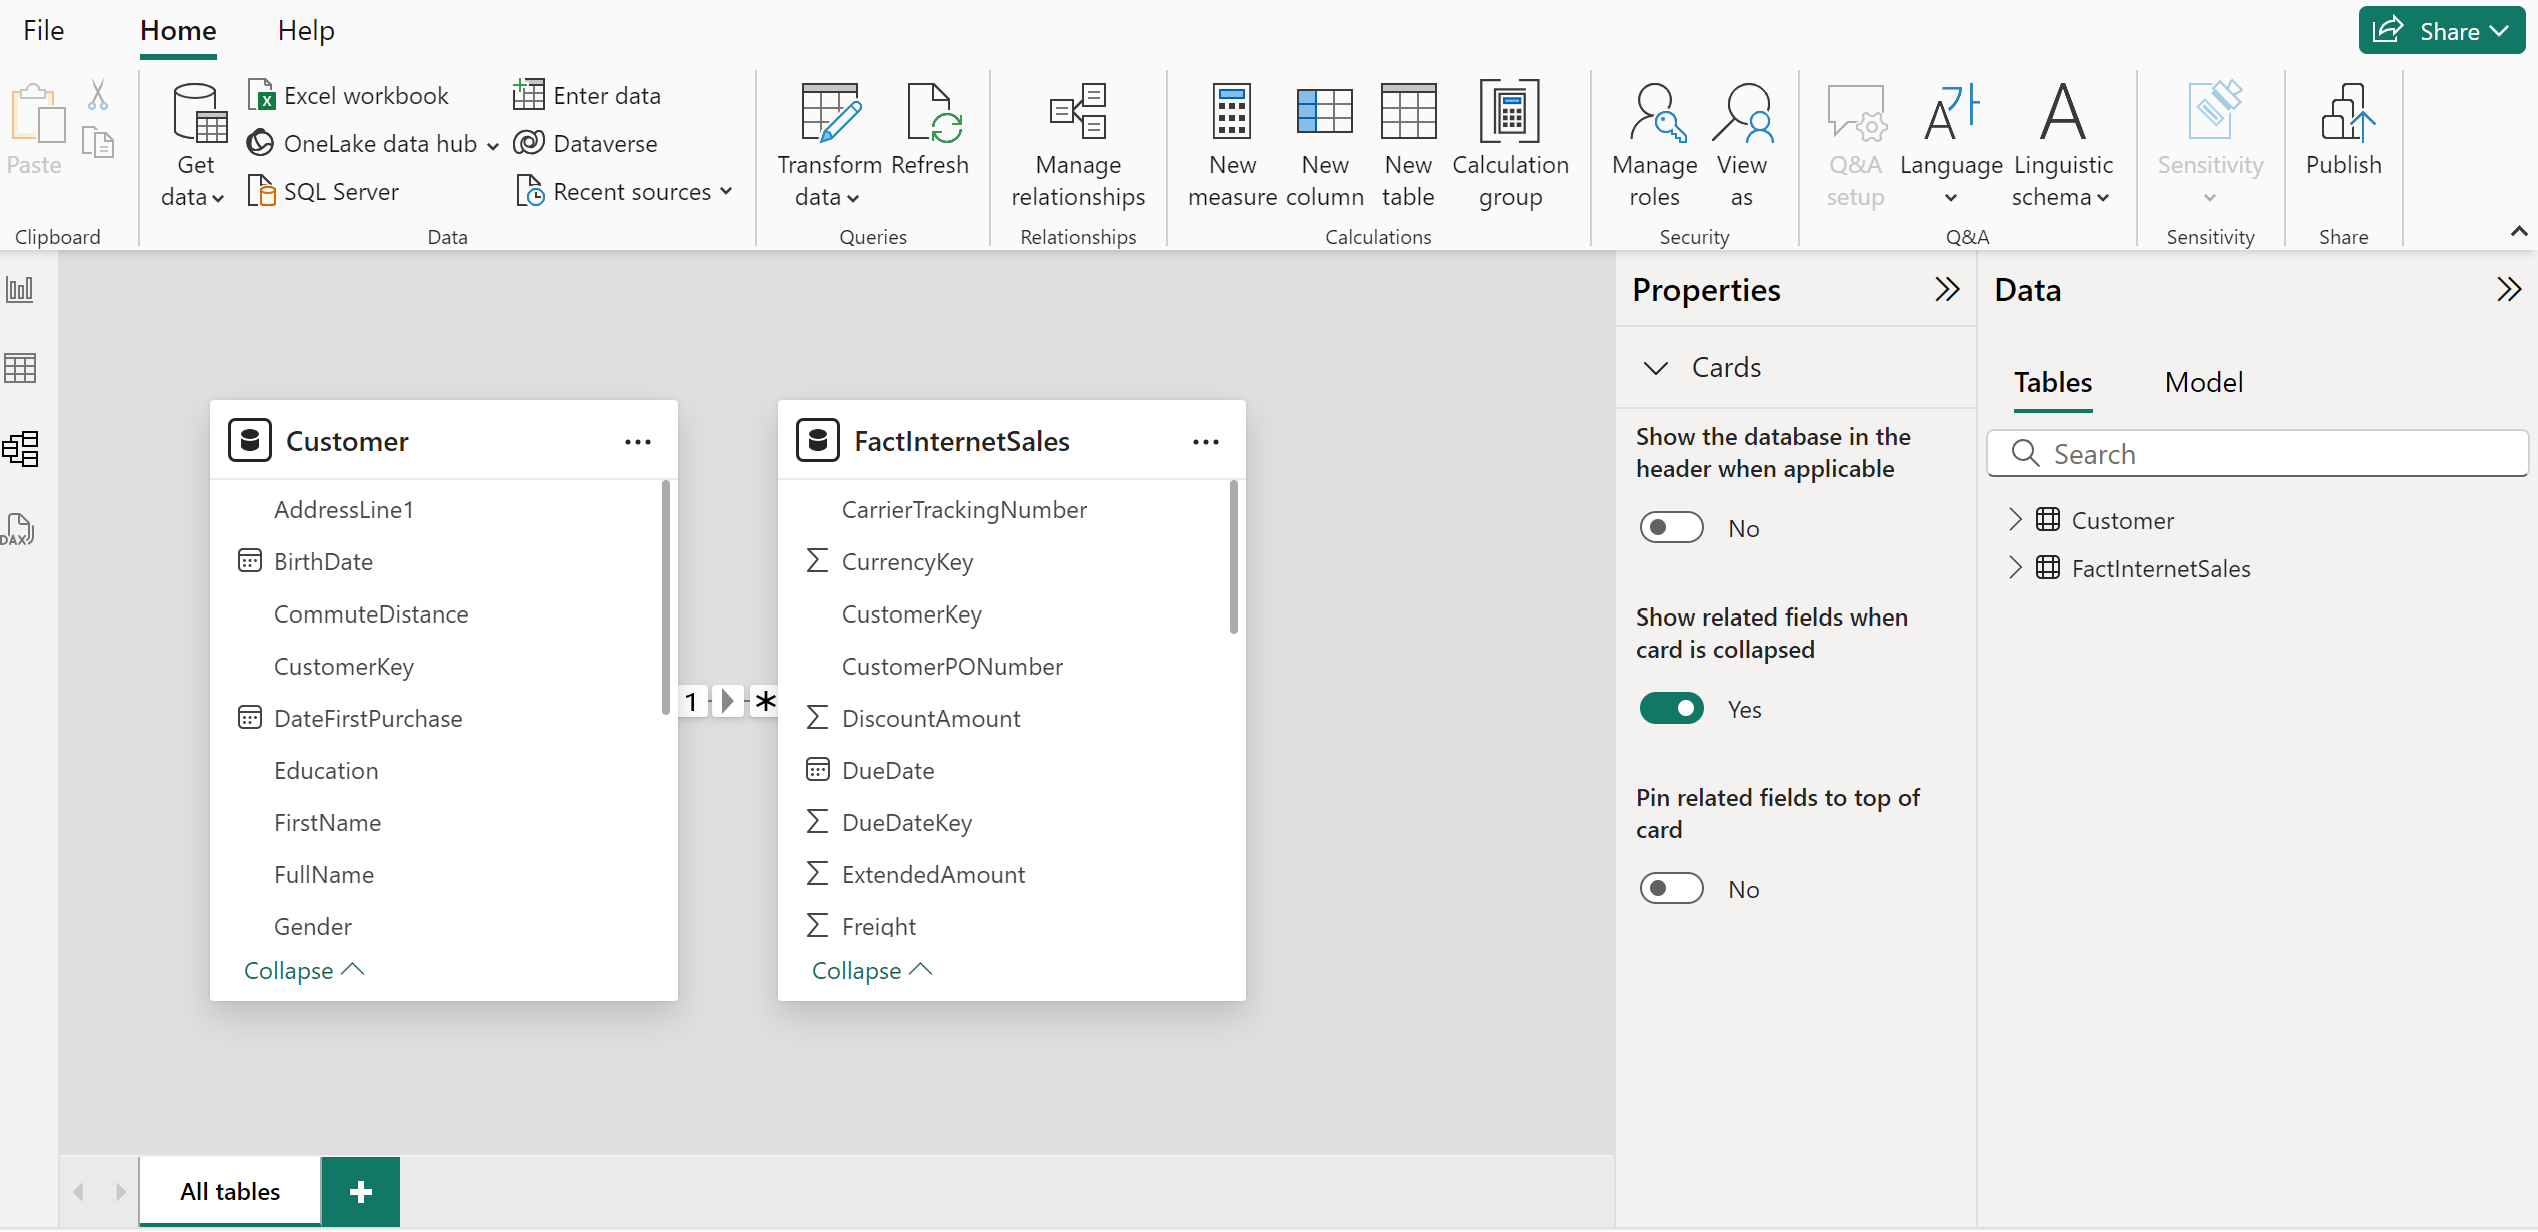 File
Home
Help
Share
Paste
Clipboard
Get
data
Excel workbook
OneLake data hub
SQL Server
Enter data
Dataverse
Recent sources
Data
Transform
data
Refresh
Queries
Manage
relationships
Relationships
New
measure
New
column
New
table
Calculation
group
Calculations
Manage
roles
View
as
Security
Q&A
setup
A가
Language
A
Linguistic
schema
Q&A
Sensitivity
Sensitivity
Publish
Share
DAX
Customer
AddressLine1
BirthDate
CommuteDistance
CustomerKey
DateFirstPurchase
Education
FirstName
FullName
Gender
Collapse
1
*
FactInternetSales
CarrierTrackingNumber
CurrencyKey
CustomerKey
CustomerPONumber
DiscountAmount
DueDate
DueDateKey
ExtendedAmount
Freight
Collapse
Properties
Cards
Show the database in the
header when applicable
No
Show related fields when
card is collapsed
Yes
Pin related fields to top of
card
No
Data
Tables
Model
Search
Customer
FactInternetSales
All tables